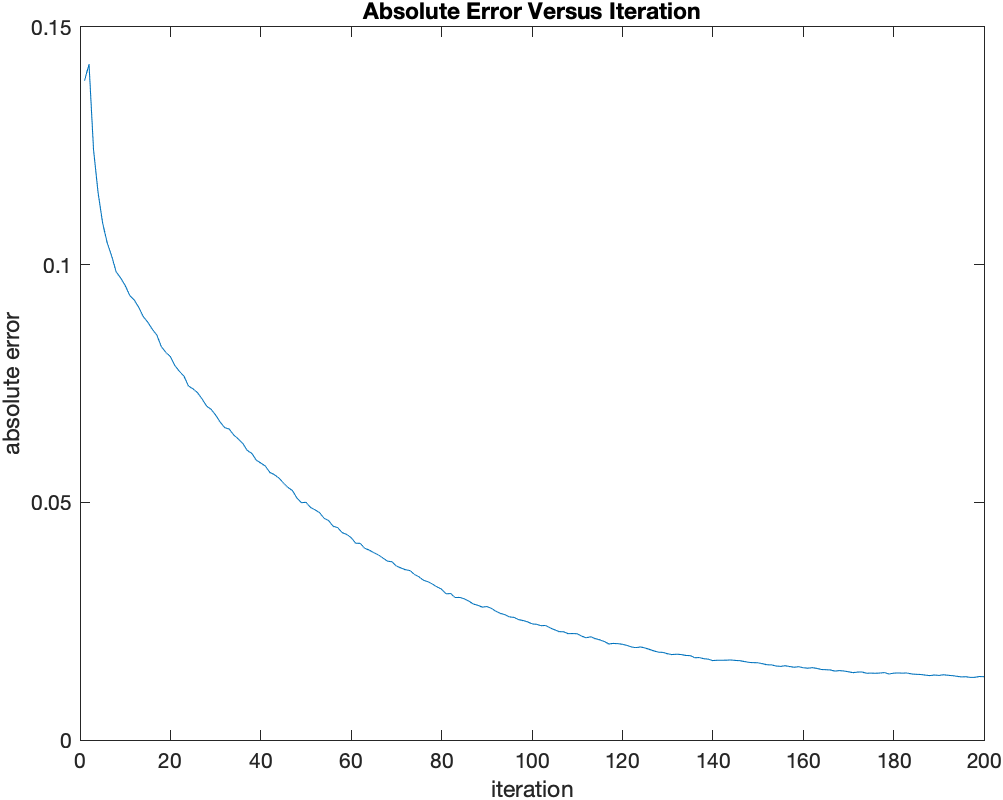 Absolute Error Versus Iteration
0.15
0.1
0.05
0
absolute error
0 20 40 60 80 100 120 140 160 180 200
iteration